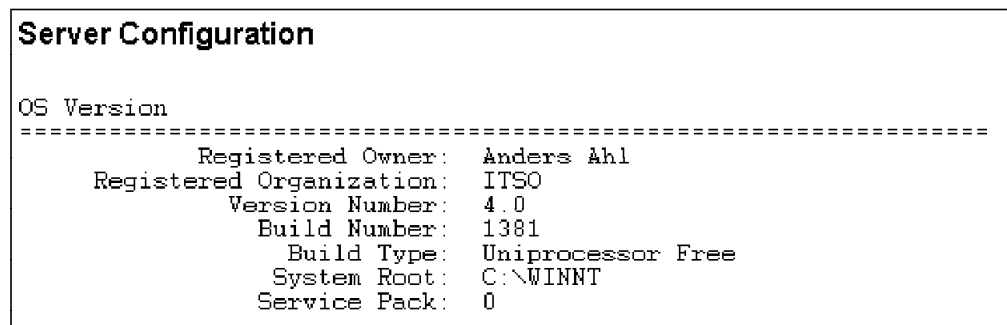 Server Configuration
OS Version
=================================================================
Registered Owner: Anders Ahl
Registered Organization: ITSO
Version Number: 4.0
Build Number: 1381
Build Type: Uniprocessor Free
System Root: C:\WINNT
Service Pack: 0